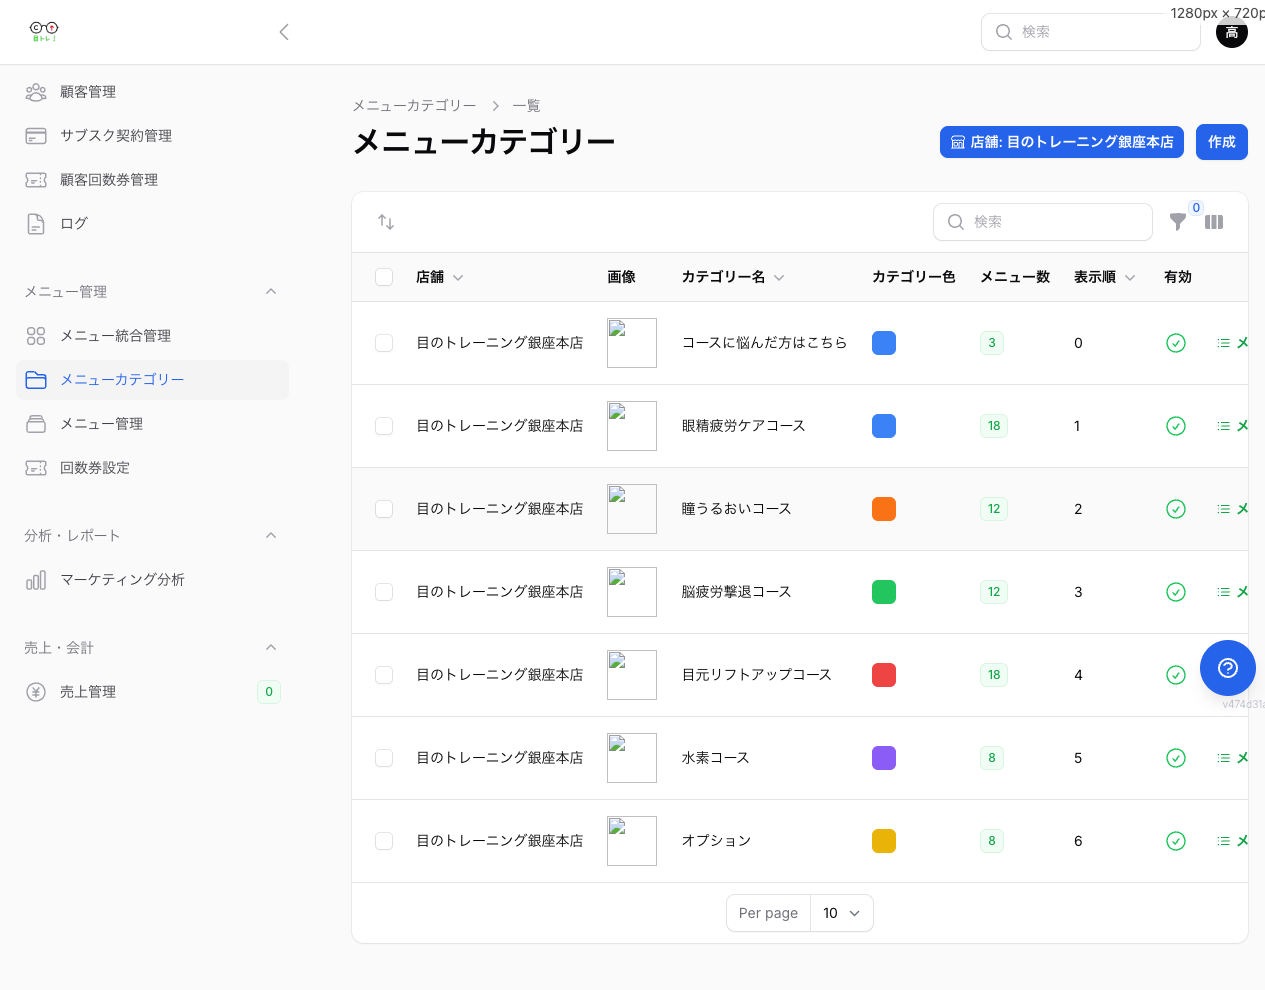 1280px × 720p
目トレ！
検索
高
顧客管理
サブスク契約管理
顧客回数券管理
ログ
メニュー管理
メニュー統合管理
メニューカテゴリー
メニュー管理
回数券設定
分析・レポート
マーケティング分析
売上・会計
売上管理 0
メニューカテゴリー 一覧
メニューカテゴリー
店舗: 目のトレーニング銀座本店 作成
検索 0
店舗 画像 カテゴリー名 カテゴリー色 メニュー数 表示順 有効
目のトレーニング銀座本店 コースに悩んだ方はこちら 3 0 メ
目のトレーニング銀座本店 眼精疲労ケアコース 18 1 メ
目のトレーニング銀座本店 瞳うるおいコース 12 2 メ
目のトレーニング銀座本店 脳疲労撃退コース 12 3 メ
目のトレーニング銀座本店 目元リフトアップコース 18 4
目のトレーニング銀座本店 水素コース 8 5 メ
目のトレーニング銀座本店 オプション 8 6 メ
v474d31
Per page 10